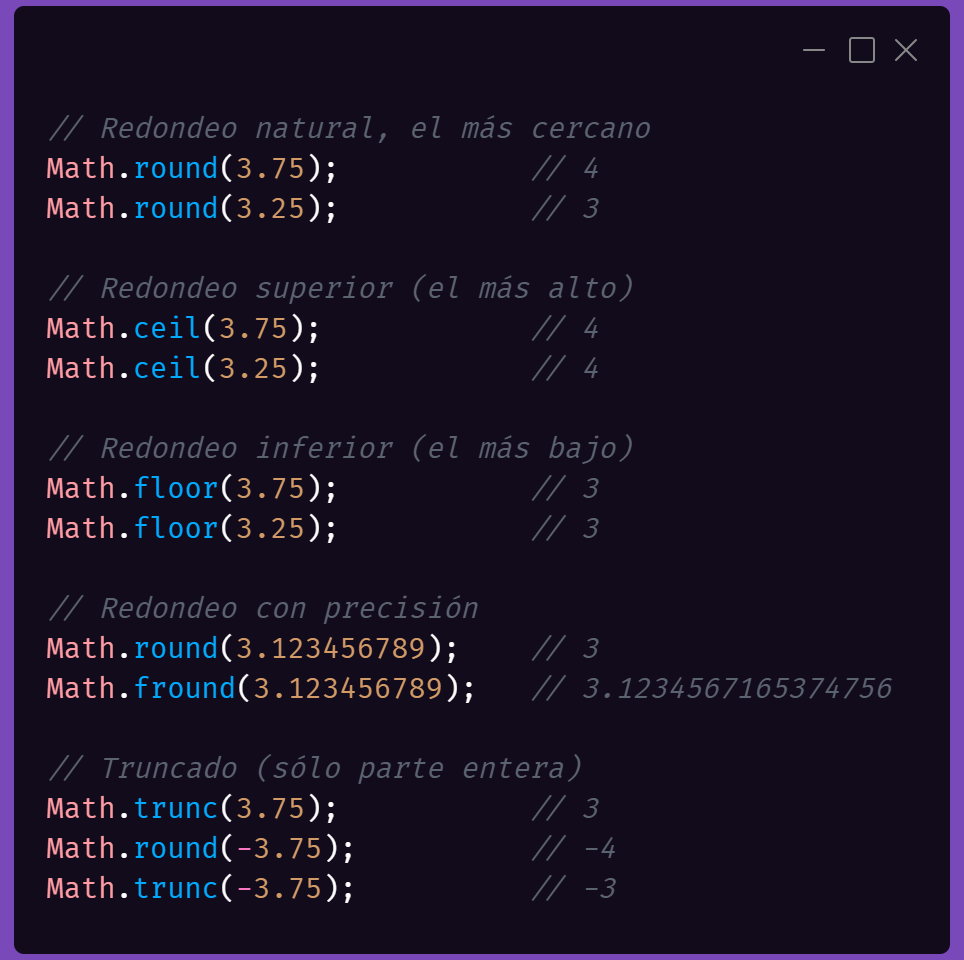 // Redondeo natural, el más cercano
Math.round(3.75);           // 4
Math.round(3.25);           // 3

// Redondeo superior (el más alto)
Math.ceil(3.75);            // 4
Math.ceil(3.25);            // 4

// Redondeo inferior (el más bajo)
Math.floor(3.75);           // 3
Math.floor(3.25);           // 3

// Redondeo con precisión
Math.round(3.123456789);    // 3
Math.fround(3.123456789);   // 3.1234567165374756

// Truncado (sólo parte entera)
Math.trunc(3.75);           // 3
Math.round(-3.75);          // -4
Math.trunc(-3.75);          // -3